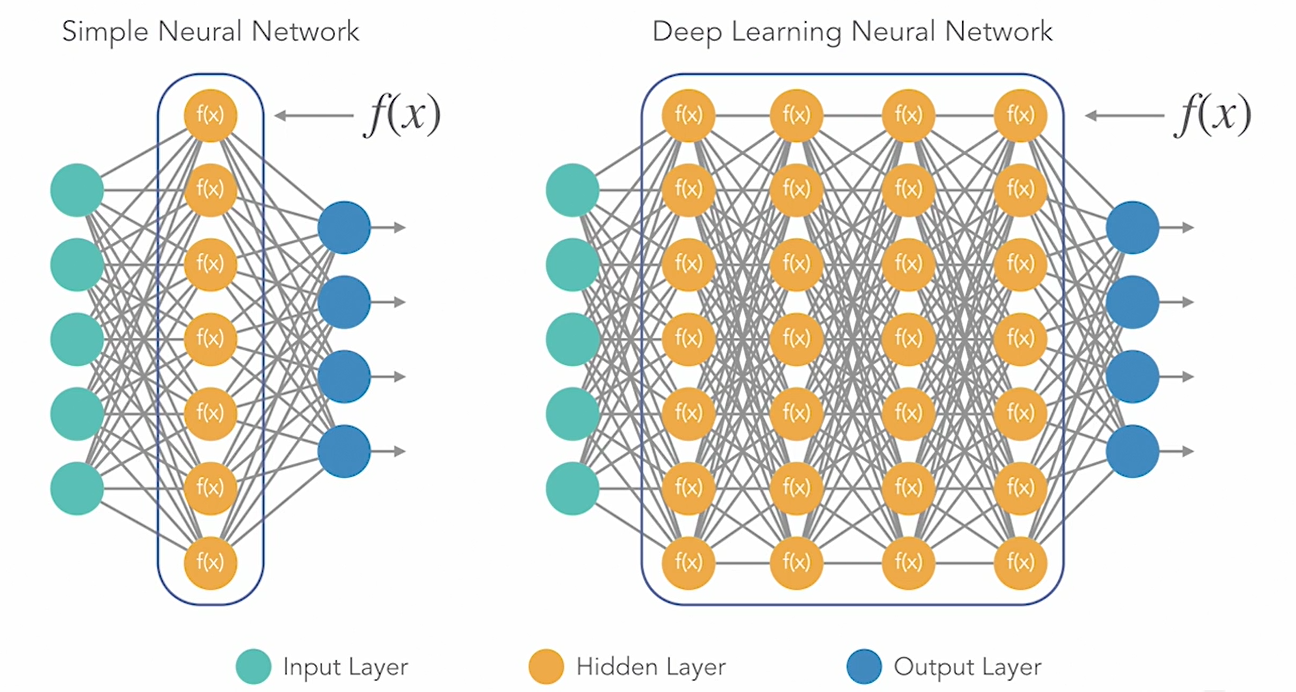 Simple Neural Network
Deep Learning Neural Network
f(x)
f(x)
f(x)
f(x)
f(x)
f(x)
f(x)
f(x)
f(x)
f(x) f(x) f(x) f(x)
f(x) f(x) f(x) f(x)
f(x) f(x) f(x) f(x)
f(x) f(x) f(x) f(x)
f(x) f(x) f(x) f(x)
f(x) f(x) f(x) f(x)
f(x) f(x) f(x) f(x)
Input Layer
Hidden Layer
Output Layer